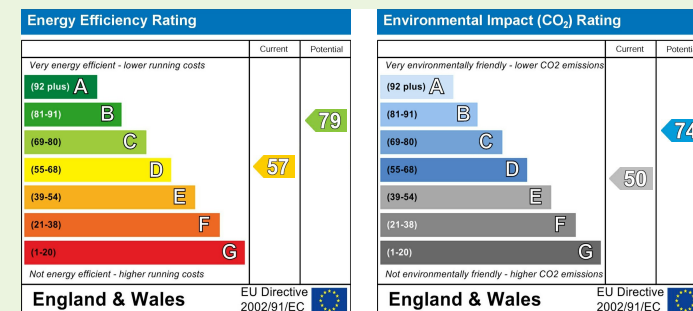 Energy Efficiency Rating
Current Potential
Very energy efficient - lower running costs
(92 plus) A
(81-91) B
79
(69-80) C
(55-68) D
57
(39-54) E
(21-38) F
(1-20) G
Not energy efficient - higher running costs
England & Wales
EU Directive
2002/91/EC
Environmental Impact (CO₂) Rating
Current Potenti
Very environmentally friendly - lower CO2 emissions
(92 plus) A
(81-91) B
74
(69-80) C
(55-68) D
50
(39-54) E
(21-38) F
(1-20) G
Not environmentally friendly - higher CO2 emissions
England & Wales
EU Directive
2002/91/EC